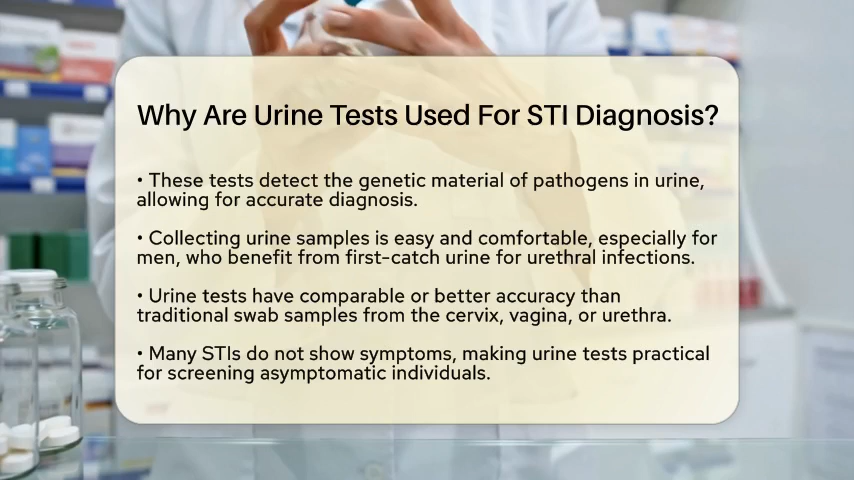 Why Are Urine Tests Used For STI Diagnosis?
• These tests detect the genetic material of pathogens in urine,
allowing for accurate diagnosis.
• Collecting urine samples is easy and comfortable, especially for
men, who benefit from first-catch urine for urethral infections.
• Urine tests have comparable or better accuracy than
traditional swab samples from the cervix, vagina, or urethra.
• Many STIs do not show symptoms, making urine tests practical
for screening asymptomatic individuals.